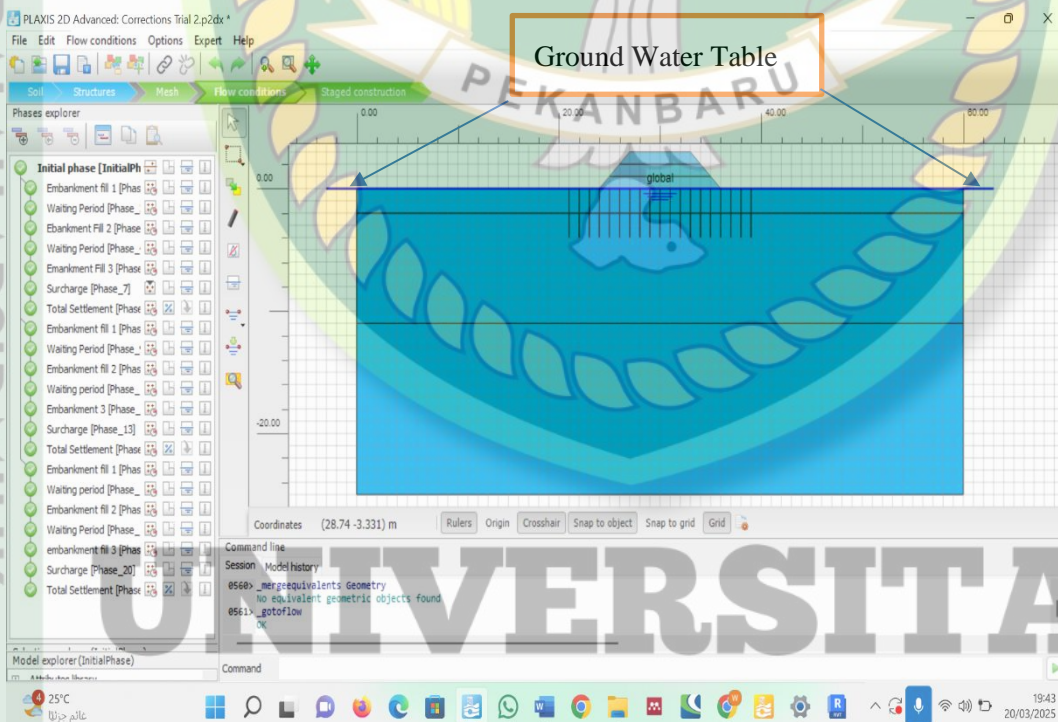 PLAXIS 2D Advanced: Corrections Trial 2.p2dx *
File Edit Flow conditions Options Expert Help
Ground Water Table
PEKANBARU
Soil Structures Mesh Flow conditions Staged construction
Phases explorer
Initial phase [InitialPh
Embankment fill 1 [Phas
Waiting Period [Phase_
Ebankment Fill 2 [Phase
Waiting Period [Phase_
Emankment Fill 3 [Phase
Surcharge [Phase_7]
Total Settlement [Phase
Embankment fill 1 [Phas
Waiting Period [Phase_
Embankment fill 2 [Phas
Waiting period [Phase_
Embankment 3 [Phase_
Surcharge [Phase_13]
Total Settlement [Phase
Embankment fill 1 [Phas
Waiting period [Phase_
Embankment fill 2 [Phas
Waiting Period [Phase_
embankment fill 3 [Phas
Surcharge [Phase_20]
Total Settlement [Phase
0.00 20.00 40.00 60.00
0.00
global
-20.00
Coordinates (28.74 -3.331) m Rulers Origin Crosshair Snap to object Snap to grid Grid
Command line
Session Model history
0560> _mergeequivalents Geometry
No equivalent geometric objects found
0561> _gotoflow
OK
UNIVERSITA
Model explorer (InitialPhase)
Attributes library
Command
4
25°C
غائم جزئيًا
19:43
20/03/2025